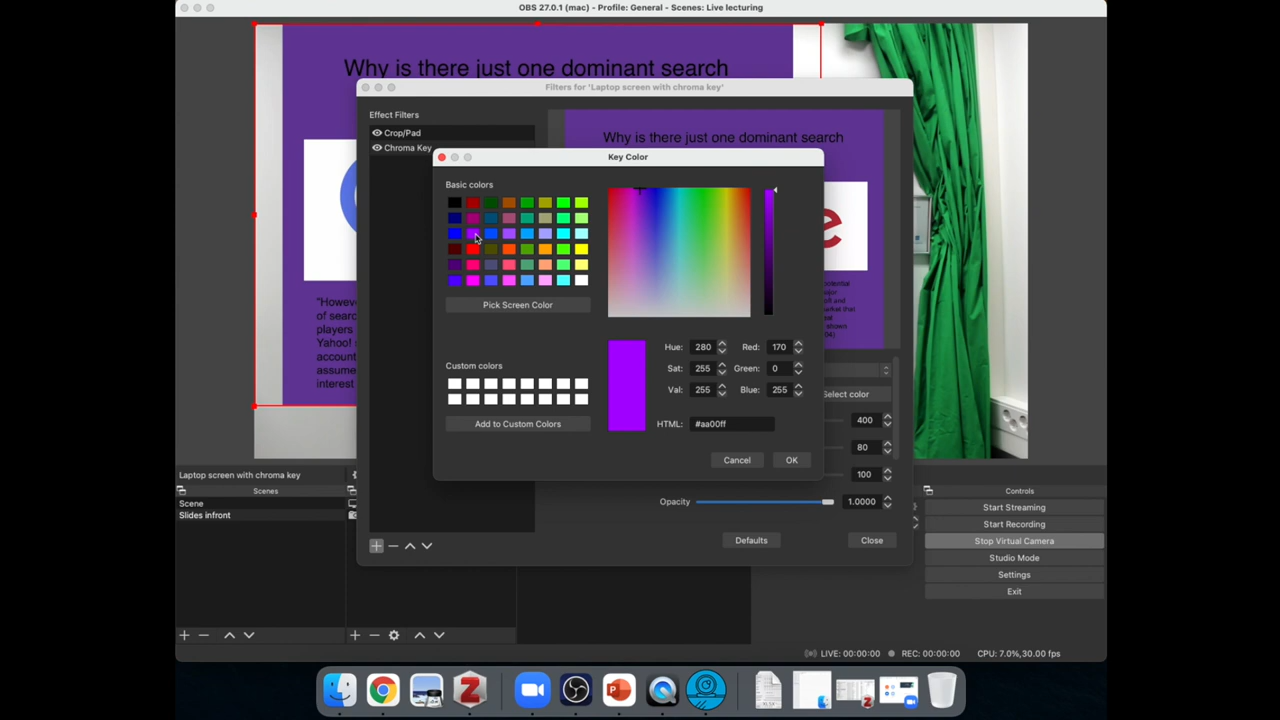 OBS 27.0.1 (mac) - Profile: General - Scenes: Live lecturing
Why is there just one dominant search
Filters for 'Laptop screen with chroma key'
Effect Filters
Crop/Pad
Chroma Key
Why is there just one dominant search
Key Color
Basic colors
Pick Screen Color
Custom colors
Add to Custom Colors
Hue: 280
Red: 170
Sat: 255
Green: 0
Val: 255
Blue: 255
HTML: #aa00ff
Cancel
OK
"Howev
of searc
players
Yahoo!
account
assume
interest
Select color
400
80
100
Opacity
1.0000
Defaults
Close
Laptop screen with chroma key
Scenes
Scene
Slides infront
Controls
Start Streaming
Start Recording
Stop Virtual Camera
Studio Mode
Settings
Exit
LIVE: 00:00:00
REC: 00:00:00
CPU: 7.0%,30.00 fps